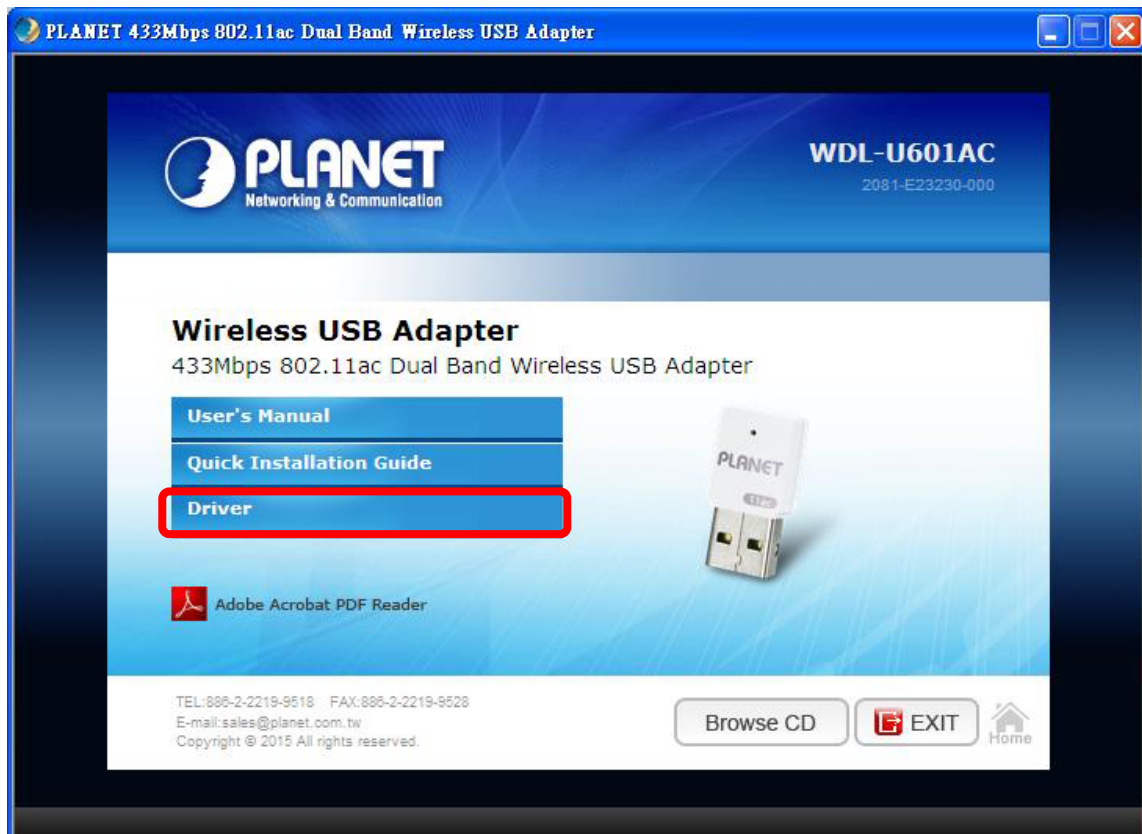 PLANET 433Mbps 802.11ac Dual Band Wireless USB Adapter
PLANET
Networking & Communication
WDL-U601AC
2081-E23230-000
Wireless USB Adapter
433Mbps 802.11ac Dual Band Wireless USB Adapter
User's Manual
Quick Installation Guide
Driver
PLANET
11ac
Adobe Acrobat PDF Reader
TEL:886-2-2219-9518 FAX:886-2-2219-9528
E-mail:sales@planet.com.tw
Copyright © 2015 All rights reserved.
Browse CD
EXIT
Home